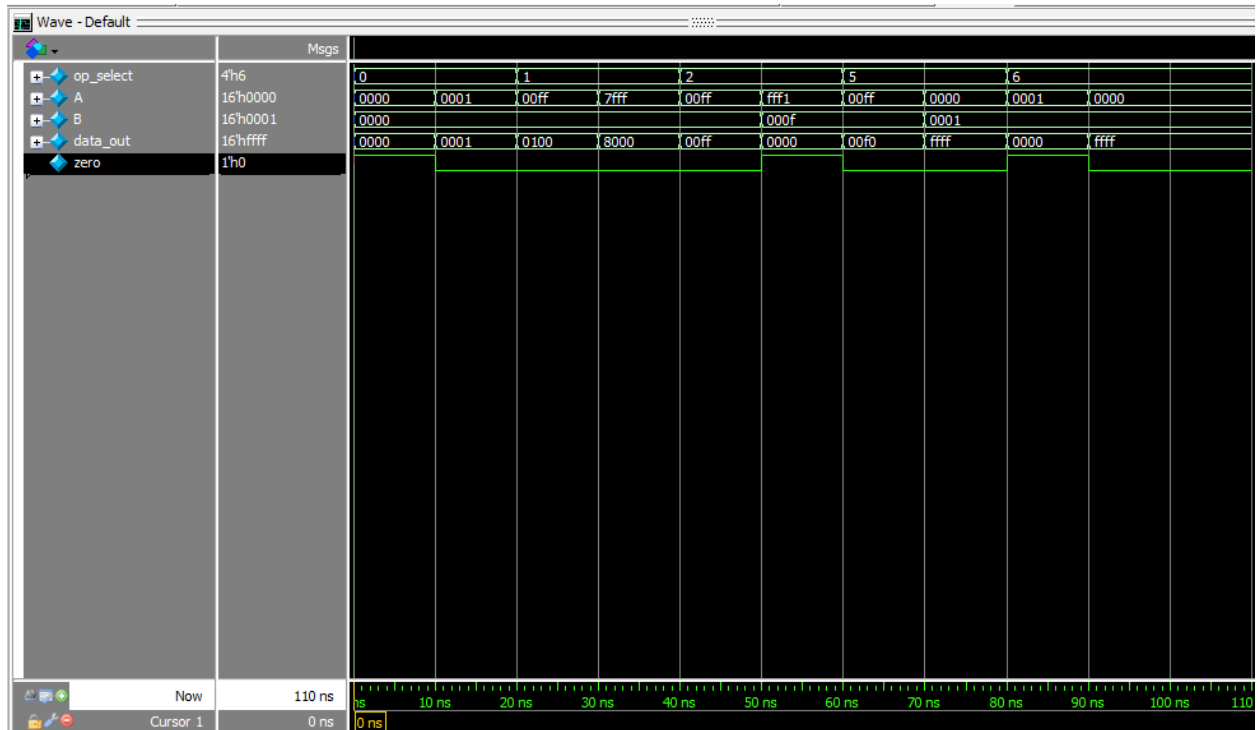 Wave - Default
Msgs
op_select 4'h6 0 1 2 5 6
A 16'h0000 0000 0001 00ff 7fff 00ff fff1 00ff 0000 0001 0000
B 16'h0001 0000 000f 0001
data_out 16'hffff 0000 0001 0100 8000 00ff 0000 00f0 ffff 0000 ffff
zero 1'h0
Now 110 ns ns 10 ns 20 ns 30 ns 40 ns 50 ns 60 ns 70 ns 80 ns 90 ns 100 ns 110
Cursor 1 0 ns 0 ns